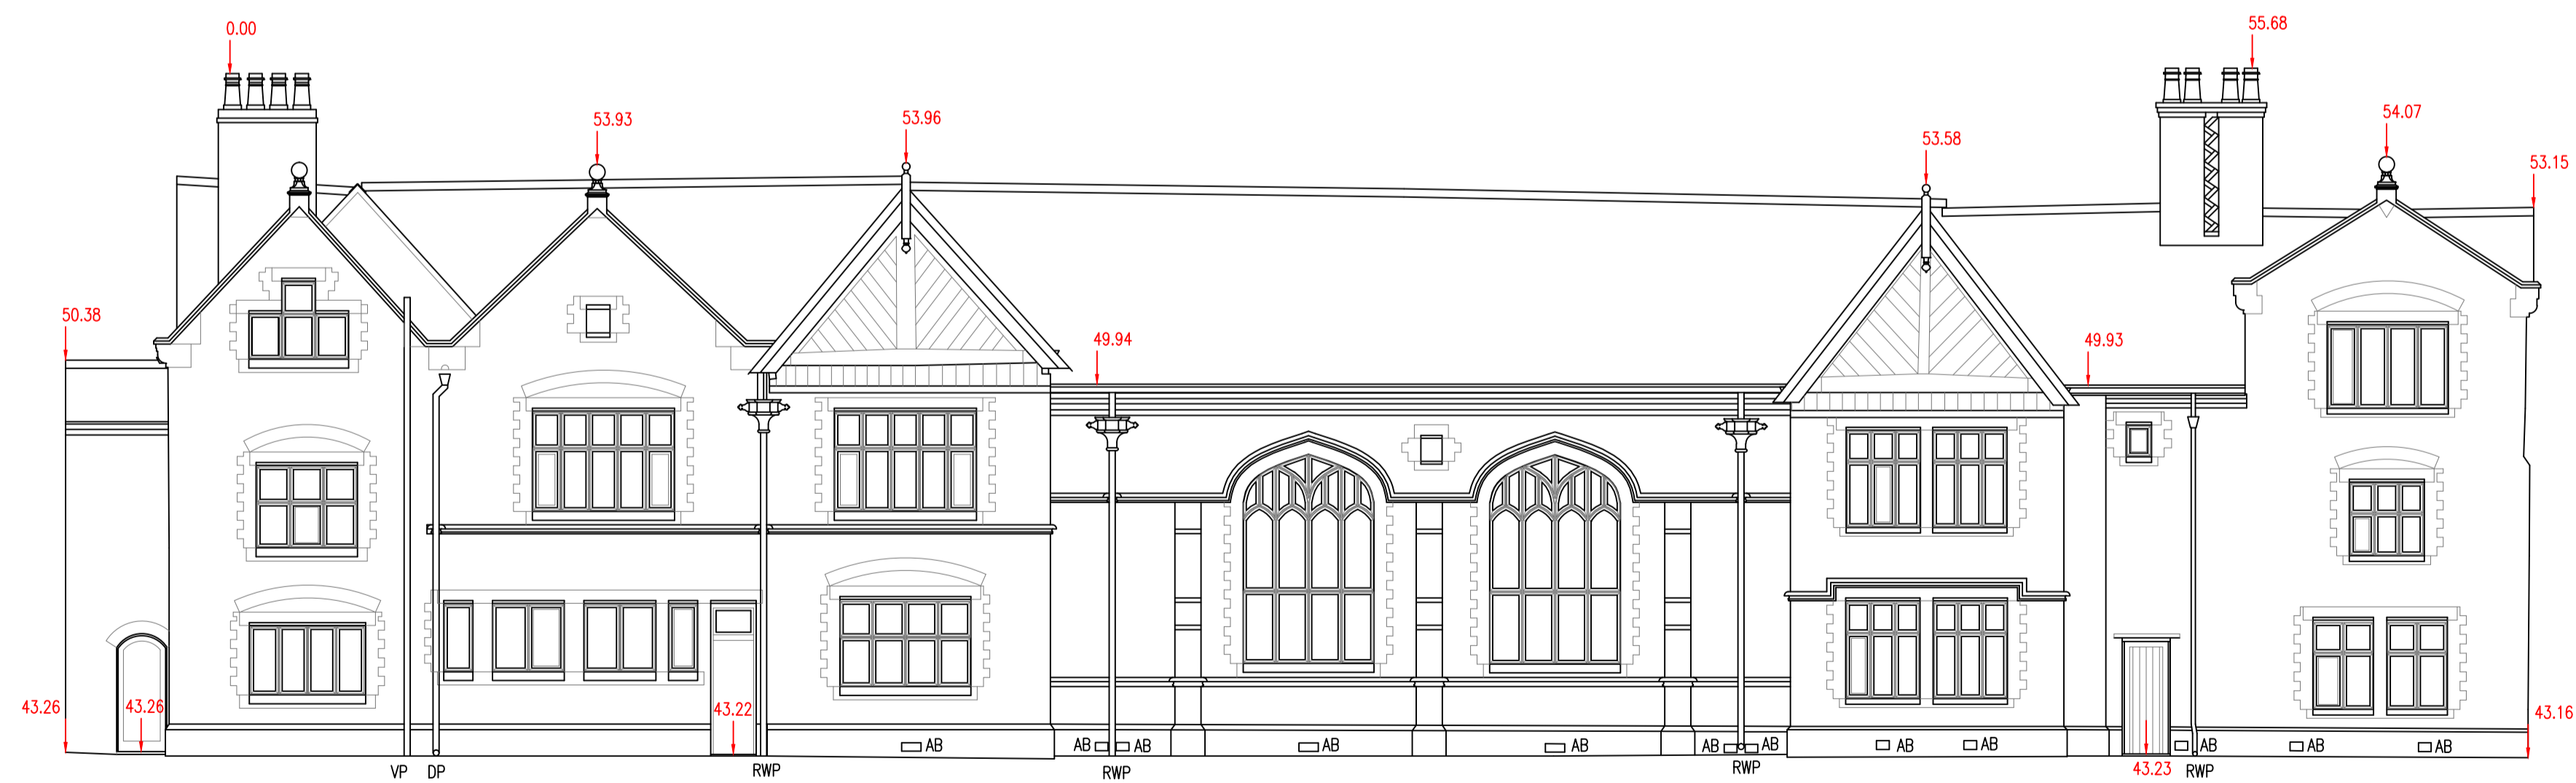 0.00
55.68
53.93
53.96
54.07
53.58
53.15
50.38
49.94
49.93
43.26
43.26
43.22
43.16
AB
AB
AB
AB
AB
AB
AB
AB
AB
AB
AB
AB
43.23
VP
DP
RWP
RWP
RWP
RWP